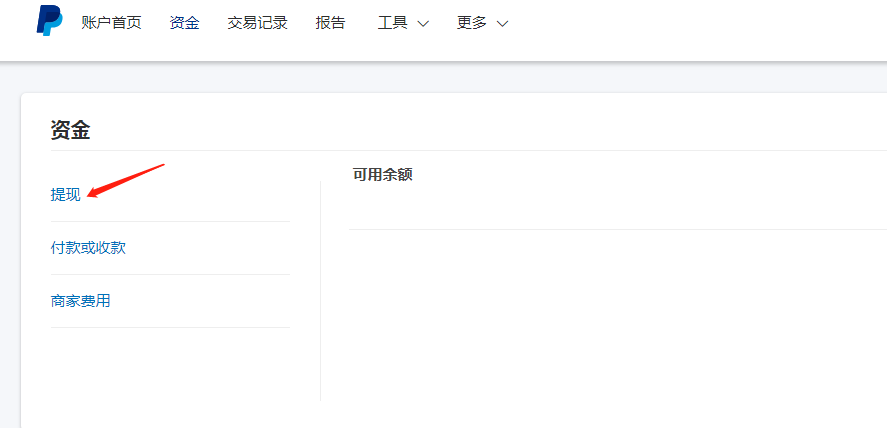 账户首页 资金 交易记录 报告 工具 更多
资金
提现
可用余额
付款或收款
商家费用